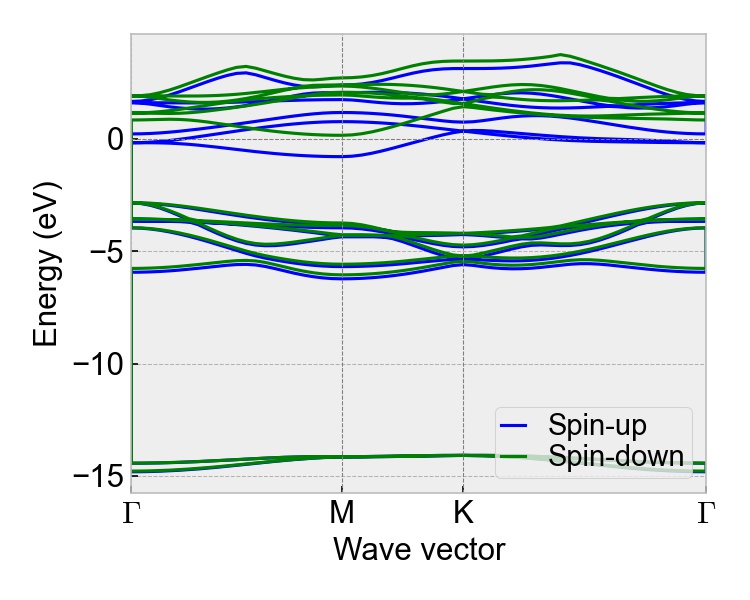 Energy (eV)
0
−5
−10
−15
Spin-up
Spin-down
Γ M K Γ
Wave vector